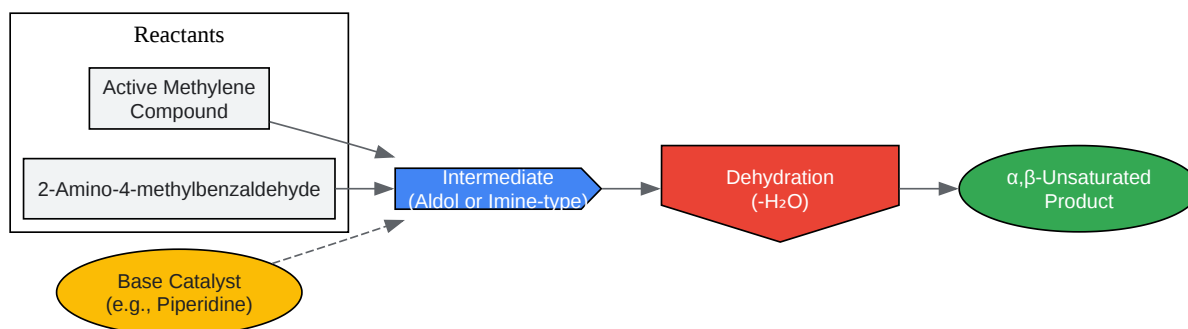 Reactants
Active Methylene
Compound
2-Amino-4-methylbenzaldehyde
Base Catalyst
(e.g., Piperidine)
Intermediate
(Aldol or Imine-type)
Dehydration
(-H₂O)
α,β-Unsaturated
Product